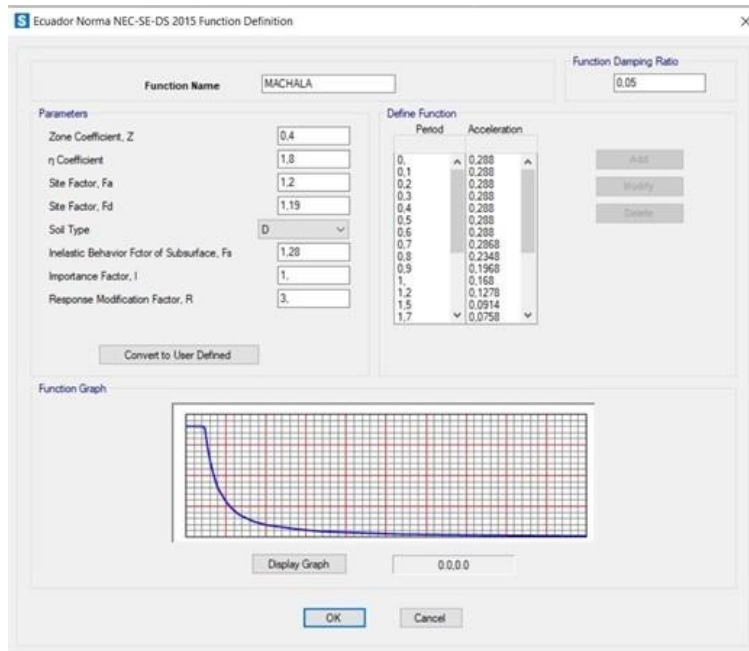 S Ecuador Norma NEC-SE-DS 2015 Function Definition
Function Name MACHALA
Function Damping Ratio
0,05
Parameters
Zone Coefficient, Z 0,4
η Coefficient 1,8
Site Factor, Fa 1,2
Site Factor, Fd 1,19
Soil Type D
Inelastic Behavior Fctor of Subsurface, Fs 1,28
Importance Factor, I 1,
Response Modification Factor, R 3,
Convert to User Defined
Define Function
Period Acceleration
0, 0,288
0,1 0,288
0,2 0,288
0,3 0,288
0,4 0,288
0,5 0,288
0,6 0,288
0,7 0,2868
0,8 0,2348
0,9 0,1968
1, 0,168
1,2 0,1278
1,5 0,0914
1,7 0,0758
Add
Modify
Delete
Function Graph
Display Graph 0.0,0.0
OK Cancel